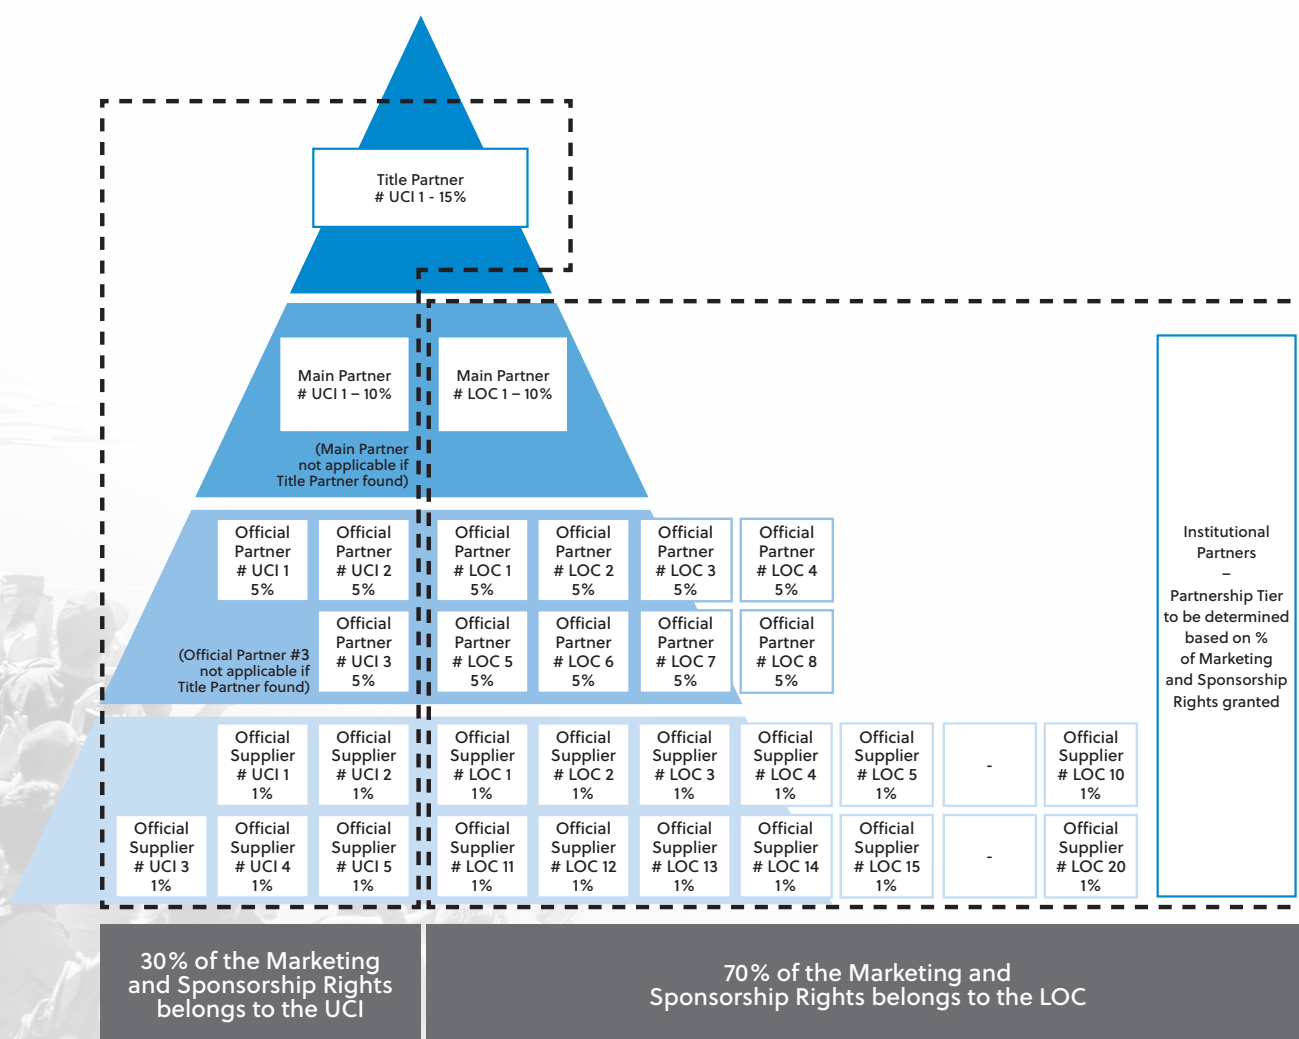 Title Partner
# UCI 1 - 15%
Main Partner
# UCI 1 – 10%
Main Partner
# LOC 1 – 10%
(Main Partner
not applicable if
Title Partner found)
Official
Partner
# UCI 1
5%
Official
Partner
# UCI 2
5%
Official
Partner
# LOC 1
5%
Official
Partner
# LOC 2
5%
Official
Partner
# LOC 3
5%
Official
Partner
# LOC 4
5%
(Official Partner #3
not applicable if
Title Partner found)
Official
Partner
# UCI 3
5%
Official
Partner
# LOC 5
5%
Official
Partner
# LOC 6
5%
Official
Partner
# LOC 7
5%
Official
Partner
# LOC 8
5%
Official
Supplier
# UCI 1
1%
Official
Supplier
# UCI 2
1%
Official
Supplier
# LOC 1
1%
Official
Supplier
# LOC 2
1%
Official
Supplier
# LOC 3
1%
Official
Supplier
# LOC 4
1%
Official
Supplier
# LOC 5
1%
-
Official
Supplier
# LOC 10
1%
Official
Supplier
# UCI 3
1%
Official
Supplier
# UCI 4
1%
Official
Supplier
# UCI 5
1%
Official
Supplier
# LOC 11
1%
Official
Supplier
# LOC 12
1%
Official
Supplier
# LOC 13
1%
Official
Supplier
# LOC 14
1%
Official
Supplier
# LOC 15
1%
-
Official
Supplier
# LOC 20
1%
Institutional
Partners
–
Partnership Tier
to be determined
based on %
of Marketing
and Sponsorship
Rights granted
30% of the Marketing
and Sponsorship Rights
belongs to the UCI
70% of the Marketing and
Sponsorship Rights belongs to the LOC